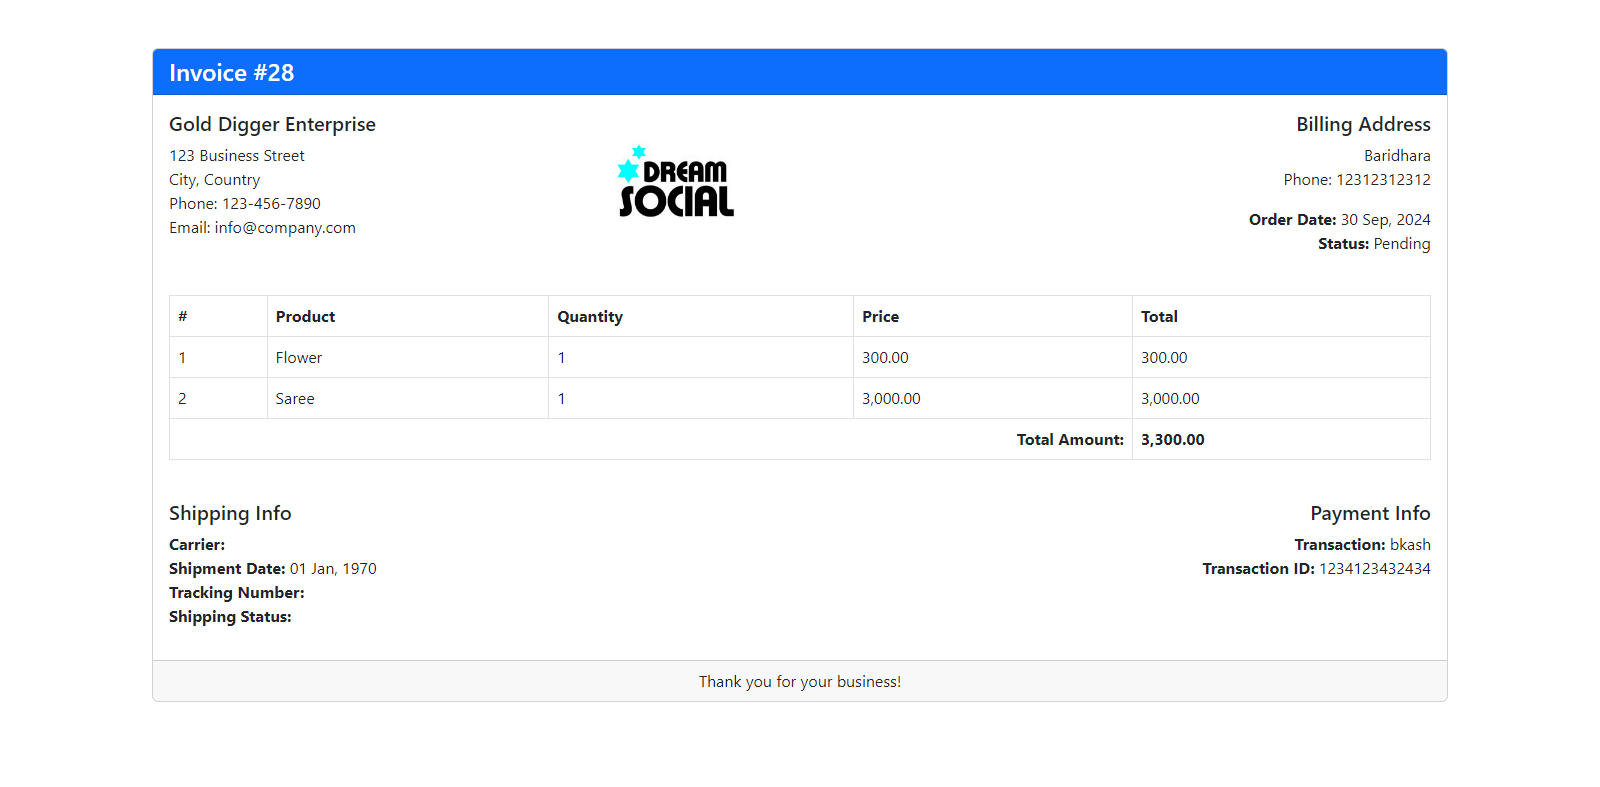 Invoice #28
Gold Digger Enterprise
123 Business Street
City, Country
Phone: 123-456-7890
Email: info@company.com
DREAM
SOCIAL
Billing Address
Baridhara
Phone: 12312312312
Order Date: 30 Sep, 2024
Status: Pending
# Product Quantity Price Total
1 Flower 1 300.00 300.00
2 Saree 1 3,000.00 3,000.00
Total Amount: 3,300.00
Shipping Info
Carrier:
Shipment Date: 01 Jan, 1970
Tracking Number:
Shipping Status:
Payment Info
Transaction: bkash
Transaction ID: 1234123432434
Thank you for your business!